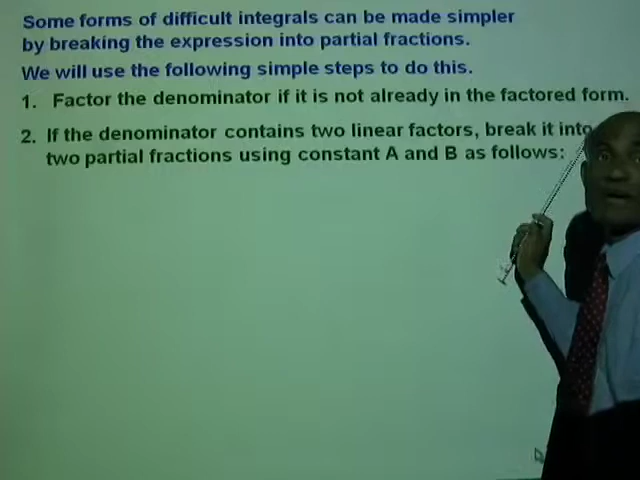 Some forms of difficult integrals can be made simpler
by breaking the expression into partial fractions.
We will use the following simple steps to do this.
1. Factor the denominator if it is not already in the factored form.
2. If the denominator contains two linear factors, break it into
two partial fractions using constant A and B as follows: